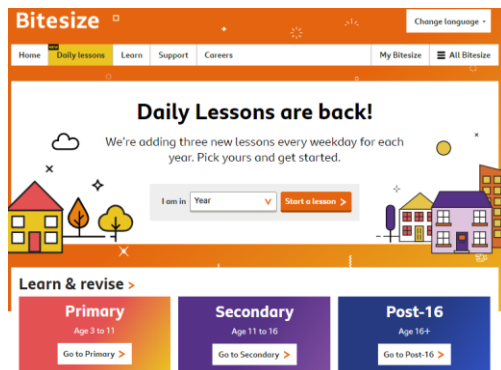 Bitesize
Change language
NEW
Home Daily lessons Learn Support Careers My Bitesize All Bitesize
Daily Lessons are back!
We're adding three new lessons every weekday for each
year. Pick yours and get started.
I am in Year Start a lesson >
Learn & revise >
Primary Secondary Post-16
Age 3 to 11 Age 11 to 16 Age 16+
Go to Primary > Go to Secondary > Go to Post-16 >